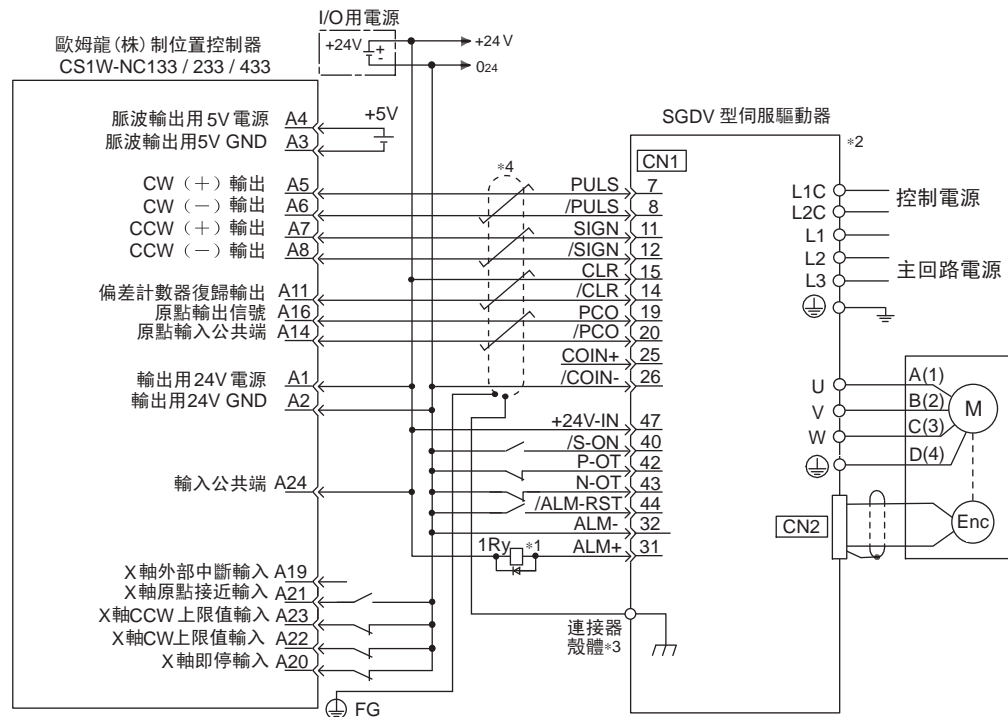 I/O用電源
+24V
+
-
+24 V
024
歐姆龍(株)制位置控制器
CS1W-NC133 / 233 / 433
脈波輸出用5V電源 A4
+5V
脈波輸出用5V GND A3
CW(+)輸出 A5
CW(-)輸出 A6
CCW(+)輸出 A7
CCW(-)輸出 A8
偏差計數器復歸輸出 A11
原點輸出信號 A16
原點輸入公共端 A14
輸出用24V電源 A1
輸出用24V GND A2
輸入公共端 A24
X軸外部中斷輸入 A19
X軸原點接近輸入 A21
X軸CCW上限值輸入 A23
X軸CW上限值輸入 A22
X軸即停輸入 A20
FG
*4
1Ry
*1
SGDV 型伺服驅動器
*2
CN1
PULS 7
/PULS 8
SIGN 11
/SIGN 12
CLR 15
/CLR 14
PCO 19
/PCO 20
COIN+ 25
/COIN- 26
+24V-IN 47
/S-ON 40
P-OT 42
N-OT 43
/ALM-RST 44
ALM- 32
ALM+ 31
連接器
殼體*3
L1C
L2C
控制電源
L1
L2
L3
主回路電源
U A(1)
V B(2)
W C(3)
D(4)
M
CN2
Enc